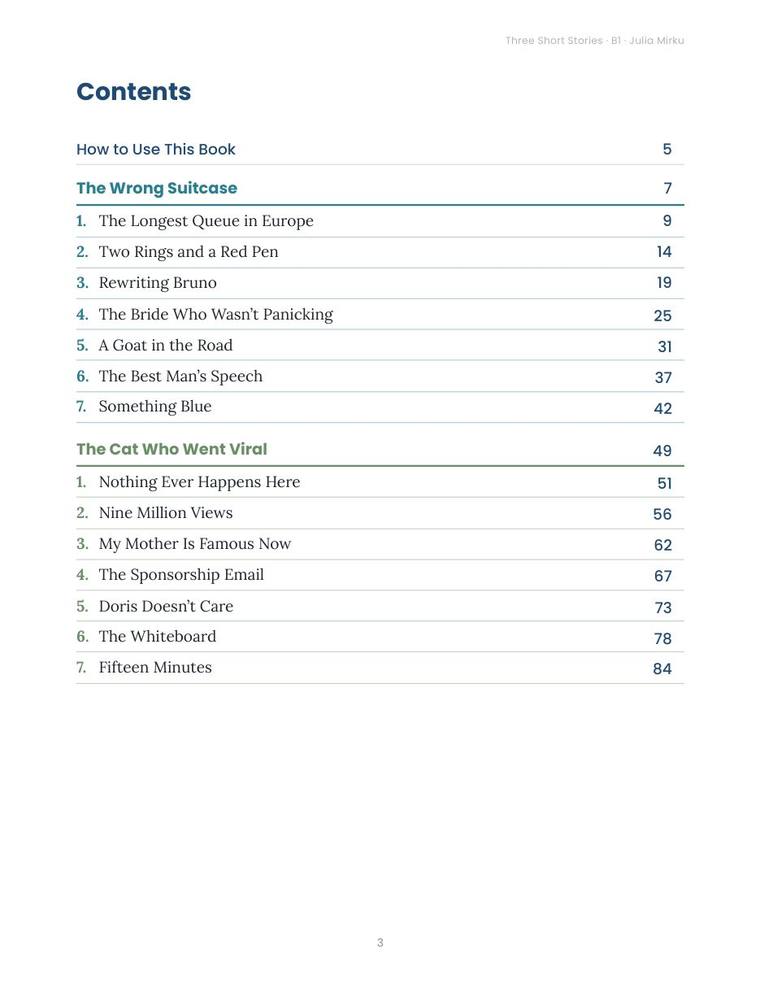 Three Short Stories · B1 · Julia Mirku
Contents
How to Use This Book 5
The Wrong Suitcase 7
1. The Longest Queue in Europe 9
2. Two Rings and a Red Pen 14
3. Rewriting Bruno 19
4. The Bride Who Wasn’t Panicking 25
5. A Goat in the Road 31
6. The Best Man’s Speech 37
7. Something Blue 42
The Cat Who Went Viral 49
1. Nothing Ever Happens Here 51
2. Nine Million Views 56
3. My Mother Is Famous Now 62
4. The Sponsorship Email 67
5. Doris Doesn’t Care 73
6. The Whiteboard 78
7. Fifteen Minutes 84
3